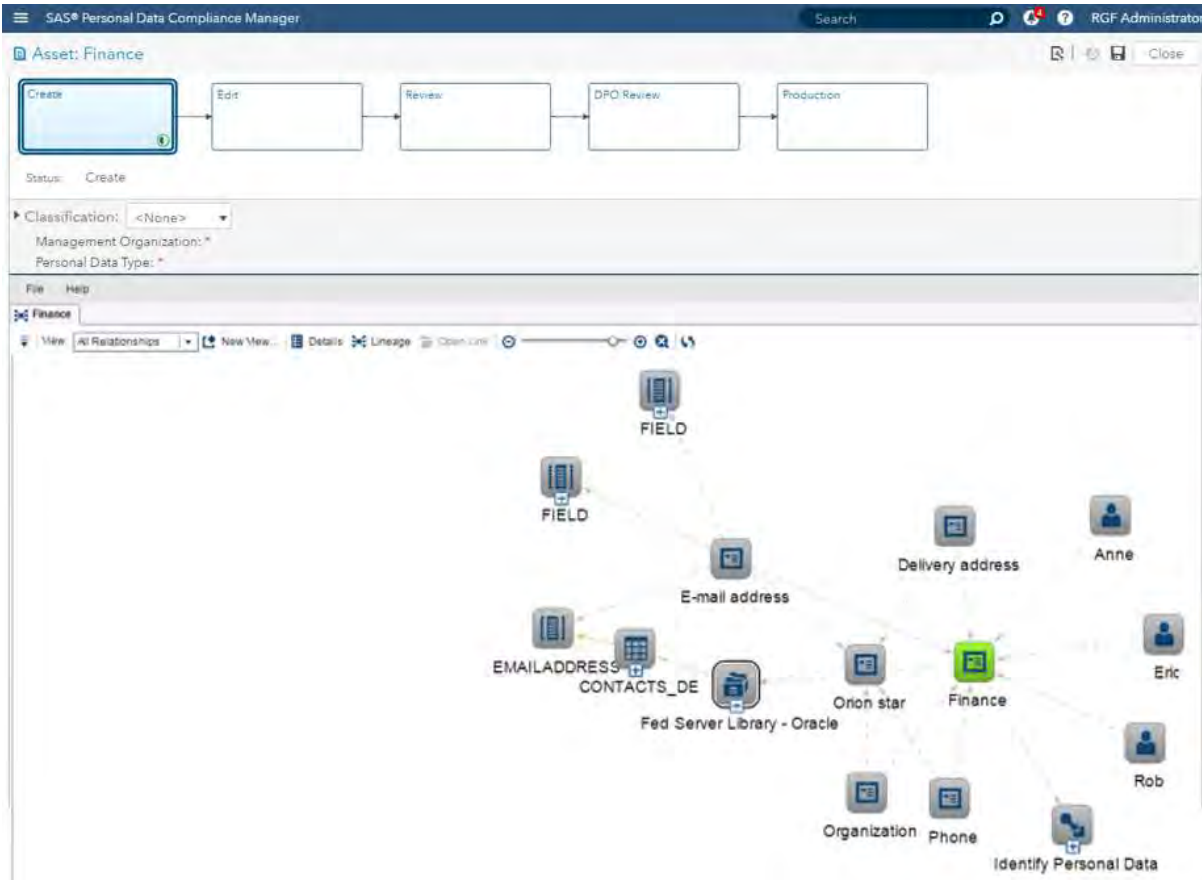 SAS® Personal Data Compliance Manager
Search
4
?
RGF Administrator
Asset: Finance
Close
Create
Edit
Review
DPO Review
Production
Status: Create
Classification: <None>
Management Organization: *
Personal Data Type: *
File Help
Finance
View All Relationships New View... Details Lineage Open Link
FIELD
FIELD
Delivery address
Anne
E-mail address
EMAILADDRESS
CONTACTS_DE
Eric
Orion star
Finance
Fed Server Library - Oracle
Rob
Organization
Phone
Identify Personal Data